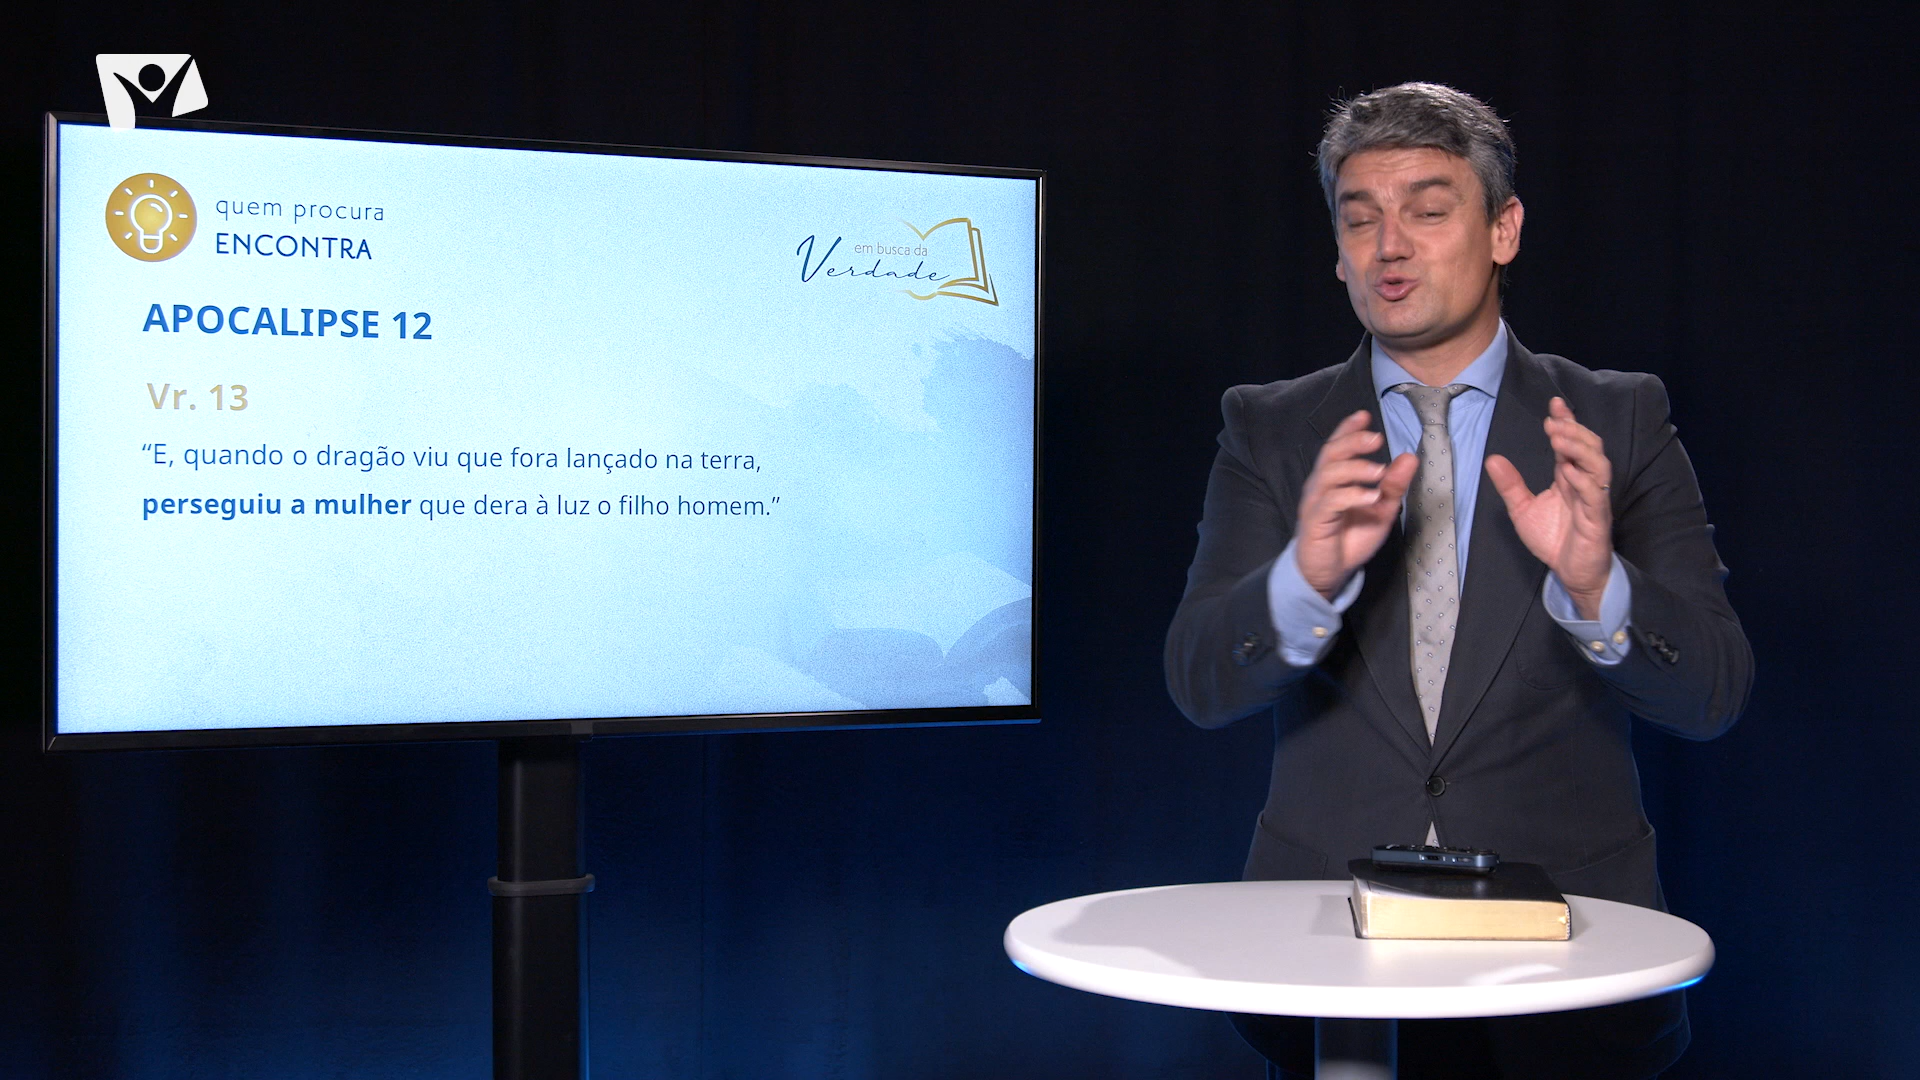 quem procura
ENCONTRA
em busca da
Verdade
APOCALIPSE 12
Vr. 13
“E, quando o dragão viu que fora lançado na terra,
perseguiu a mulher que dera à luz o filho homem.”